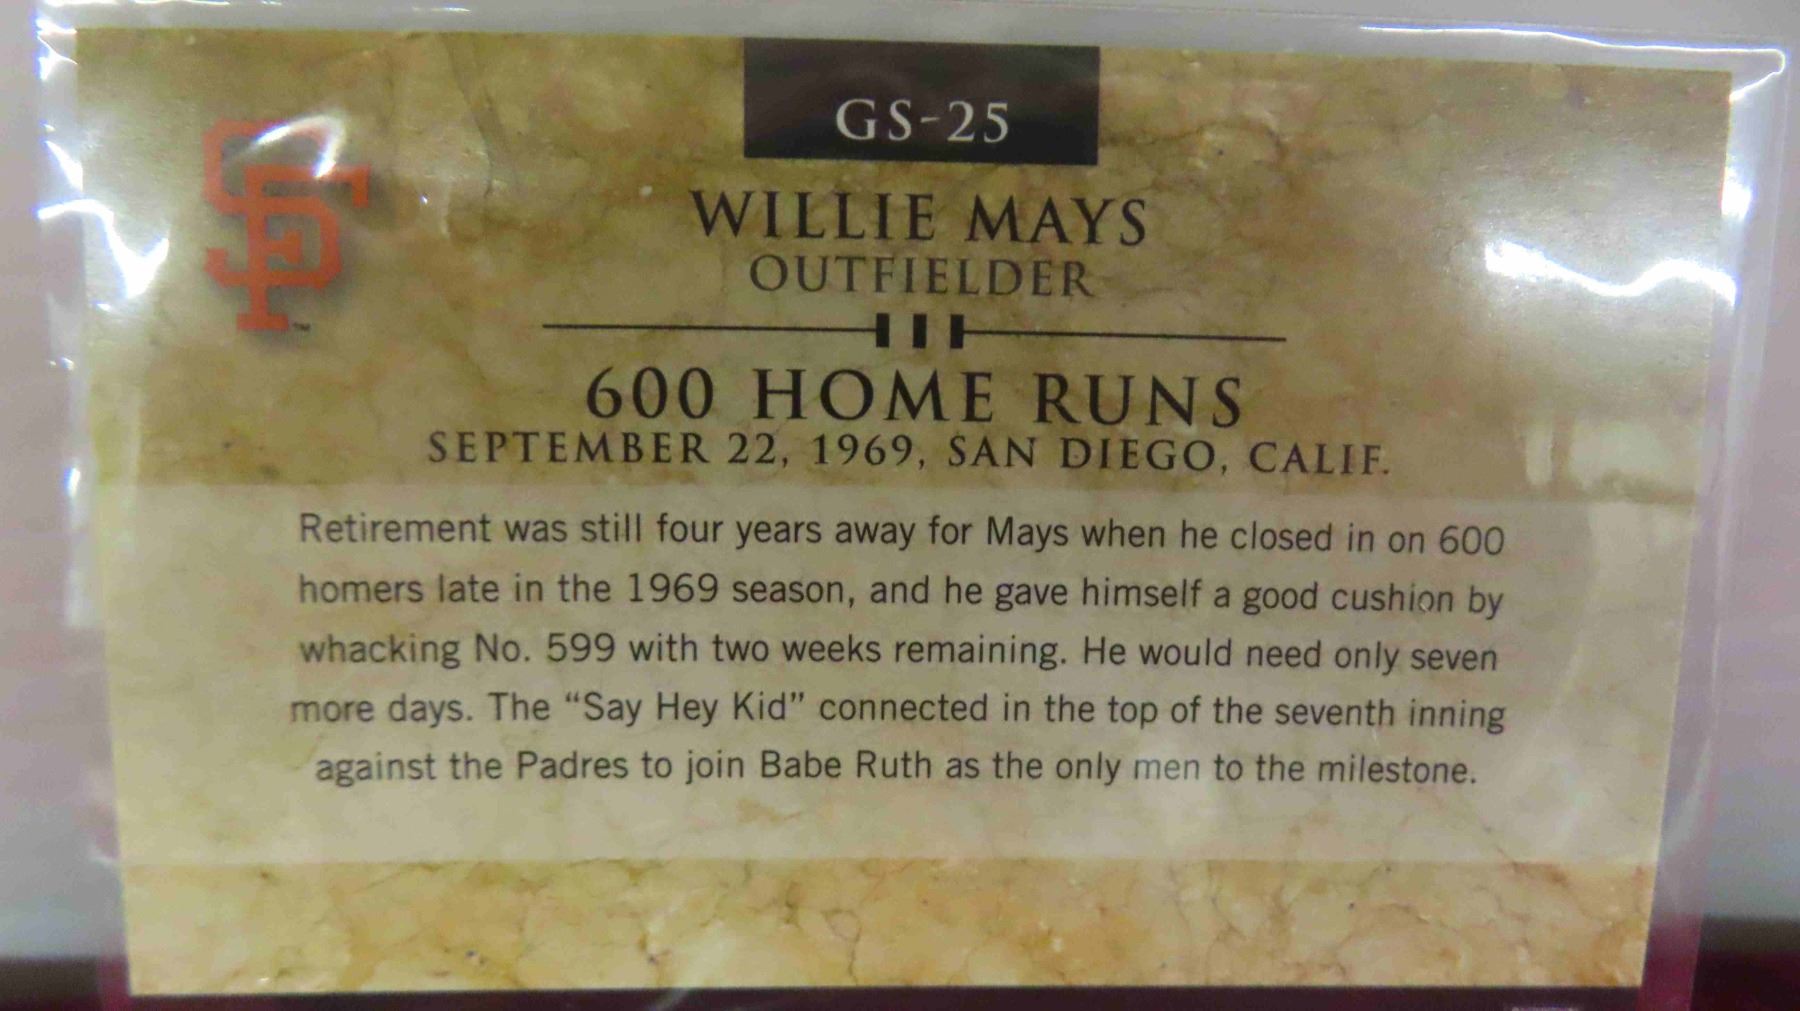 GS-25
SF™
WILLIE MAYS
OUTFIELDER
600 HOME RUNS
SEPTEMBER 22, 1969, SAN DIEGO, CALIF.
Retirement was still four years away for Mays when he closed in on 600
homers late in the 1969 season, and he gave himself a good cushion by
whacking No. 599 with two weeks remaining. He would need only seven
more days. The “Say Hey Kid” connected in the top of the seventh inning
against the Padres to join Babe Ruth as the only men to the milestone.